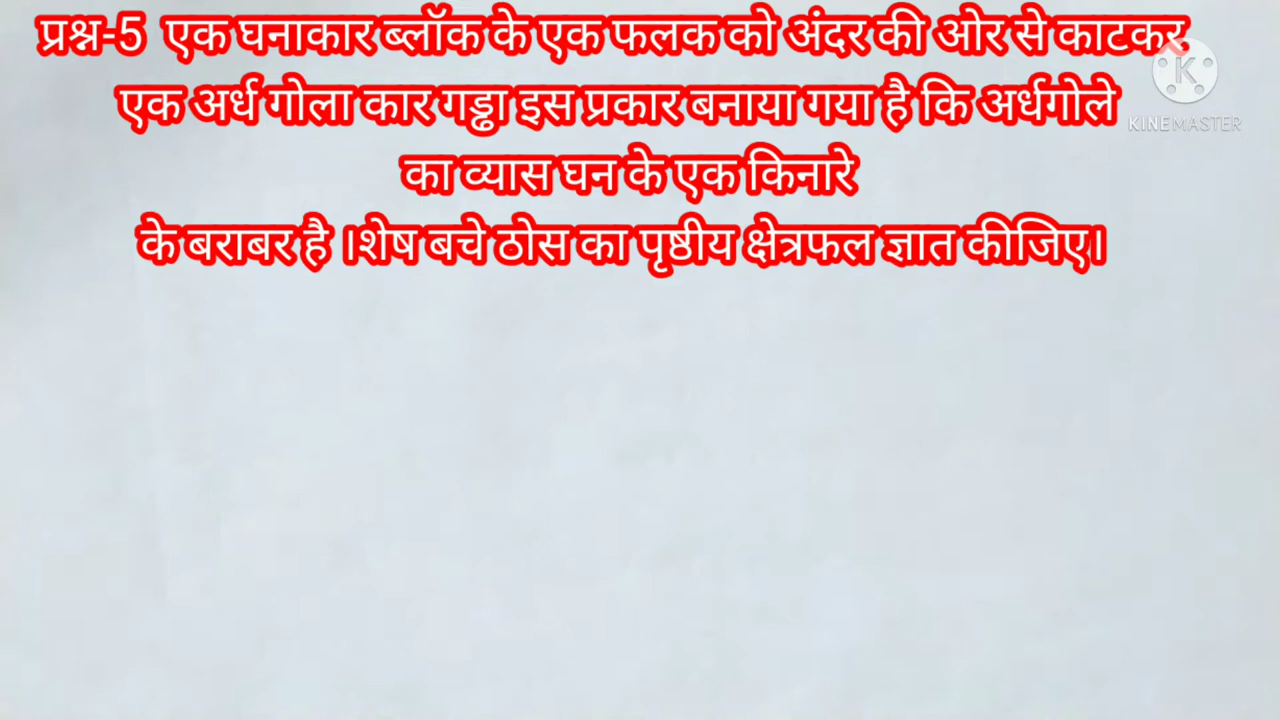 प्रश्न-5 एक घनाकार ब्लॉक के एक फलक को अंदर की ओर से काटकर
एक अर्ध गोला कार गड्ढा इस प्रकार बनाया गया है कि अर्धगोले
का व्यास घन के एक किनारे
के बराबर है ।शेष बचे ठोस का पृष्ठीय क्षेत्रफल ज्ञात कीजिए।
K
KINEMASTER